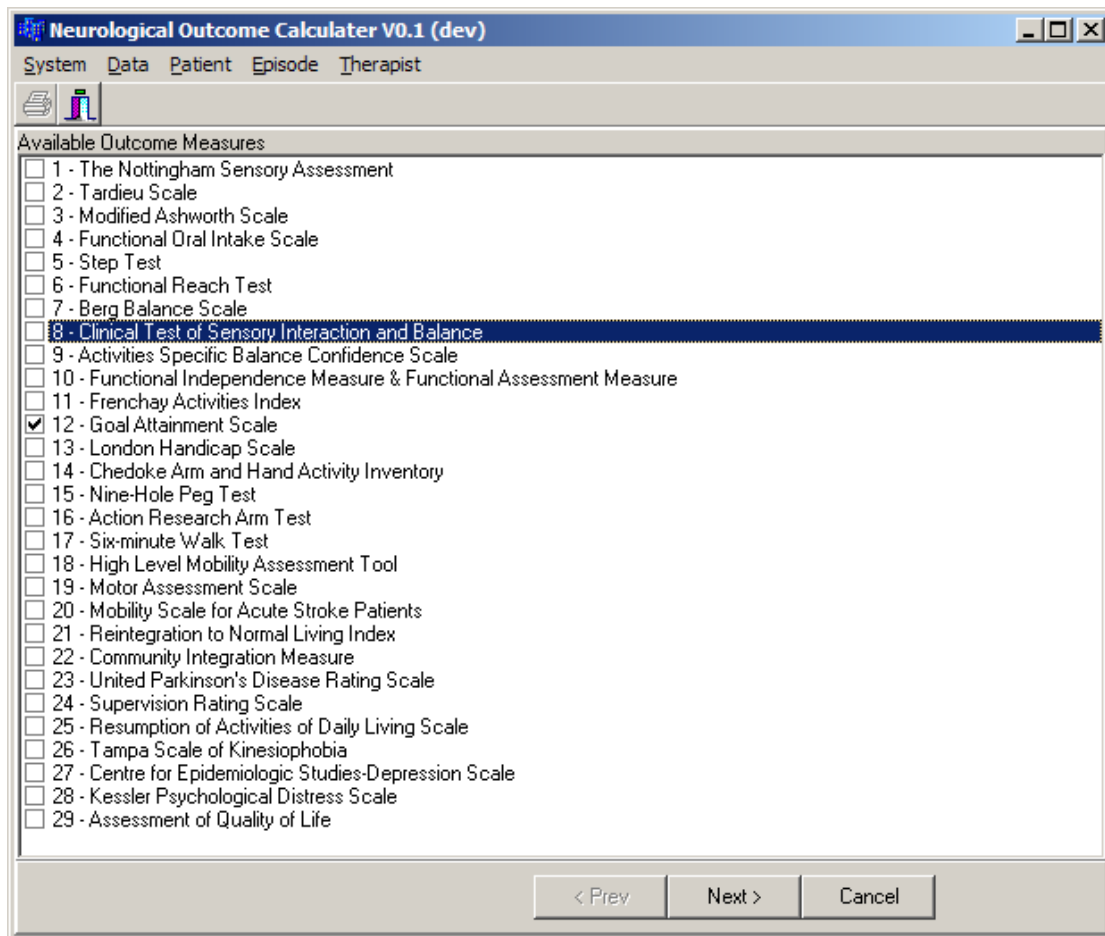 Neurological Outcome Calculater V0.1 (dev)
System Data Patient Episode Therapist
Available Outcome Measures
1 - The Nottingham Sensory Assessment
2 - Tardieu Scale
3 - Modified Ashworth Scale
4 - Functional Oral Intake Scale
5 - Step Test
6 - Functional Reach Test
7 - Berg Balance Scale
8 - Clinical Test of Sensory Interaction and Balance
9 - Activities Specific Balance Confidence Scale
10 - Functional Independence Measure & Functional Assessment Measure
11 - Frenchay Activities Index
12 - Goal Attainment Scale
13 - London Handicap Scale
14 - Chedoke Arm and Hand Activity Inventory
15 - Nine-Hole Peg Test
16 - Action Research Arm Test
17 - Six-minute Walk Test
18 - High Level Mobility Assessment Tool
19 - Motor Assessment Scale
20 - Mobility Scale for Acute Stroke Patients
21 - Reintegration to Normal Living Index
22 - Community Integration Measure
23 - United Parkinson's Disease Rating Scale
24 - Supervision Rating Scale
25 - Resumption of Activities of Daily Living Scale
26 - Tampa Scale of Kinesiophobia
27 - Centre for Epidemiologic Studies-Depression Scale
28 - Kessler Psychological Distress Scale
29 - Assessment of Quality of Life
< Prev Next > Cancel